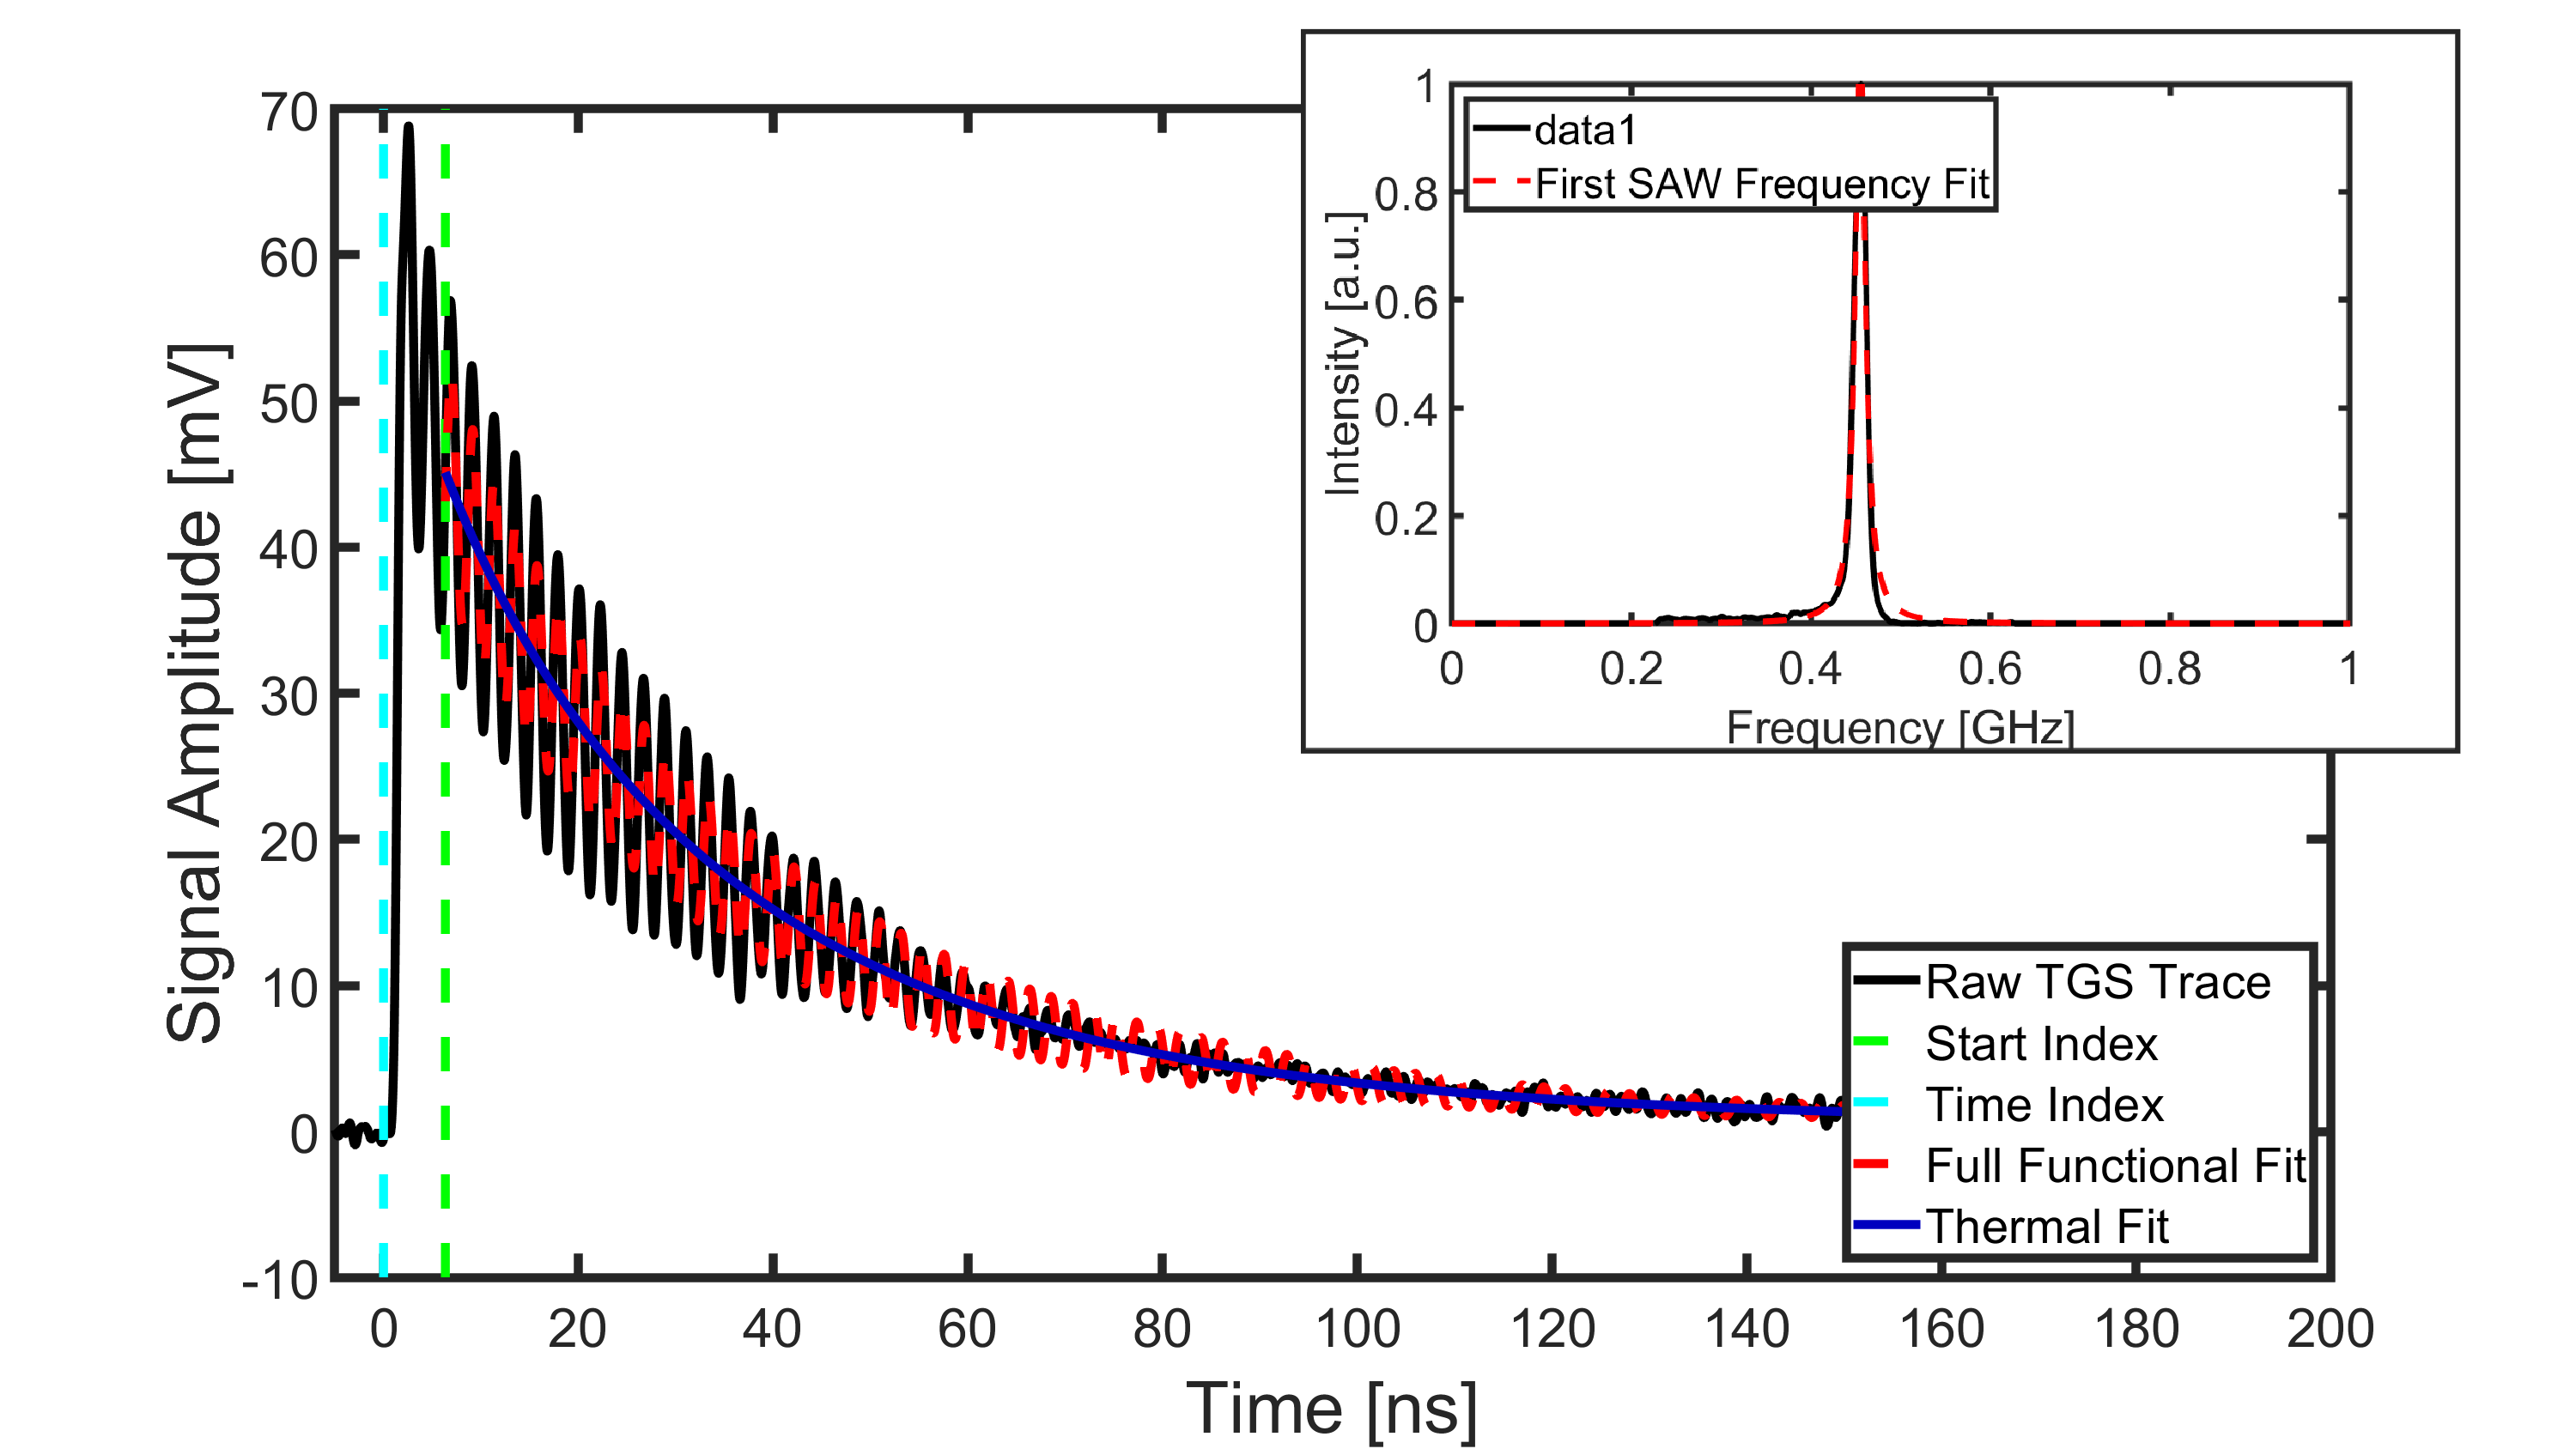 70
60
50
40
30
20
10
0
-10
Signal Amplitude [mV]
0 20 40 60 80 100 120 140 160 180 200
Time [ns]
1
0.8
0.6
0.4
0.2
0
Intensity [a.u.]
data1
First SAW Frequency Fit
0 0.2 0.4 0.6 0.8 1
Frequency [GHz]
Raw TGS Trace
Start Index
Time Index
Full Functional Fit
Thermal Fit